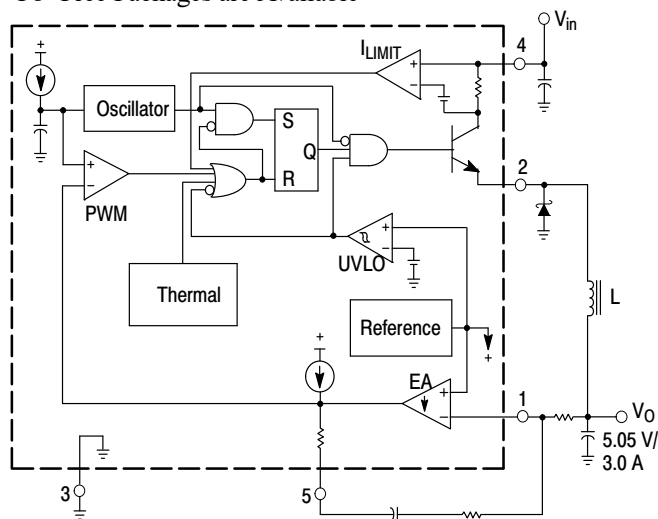 Vin
4
ILIMIT
+
−
+
Oscillator
S
Q
R
+
−
PWM
2
+
−
UVLO
Thermal
Reference
L
+
+
EA
+
−
1
VO
5.05 V/
3.0 A
3
5